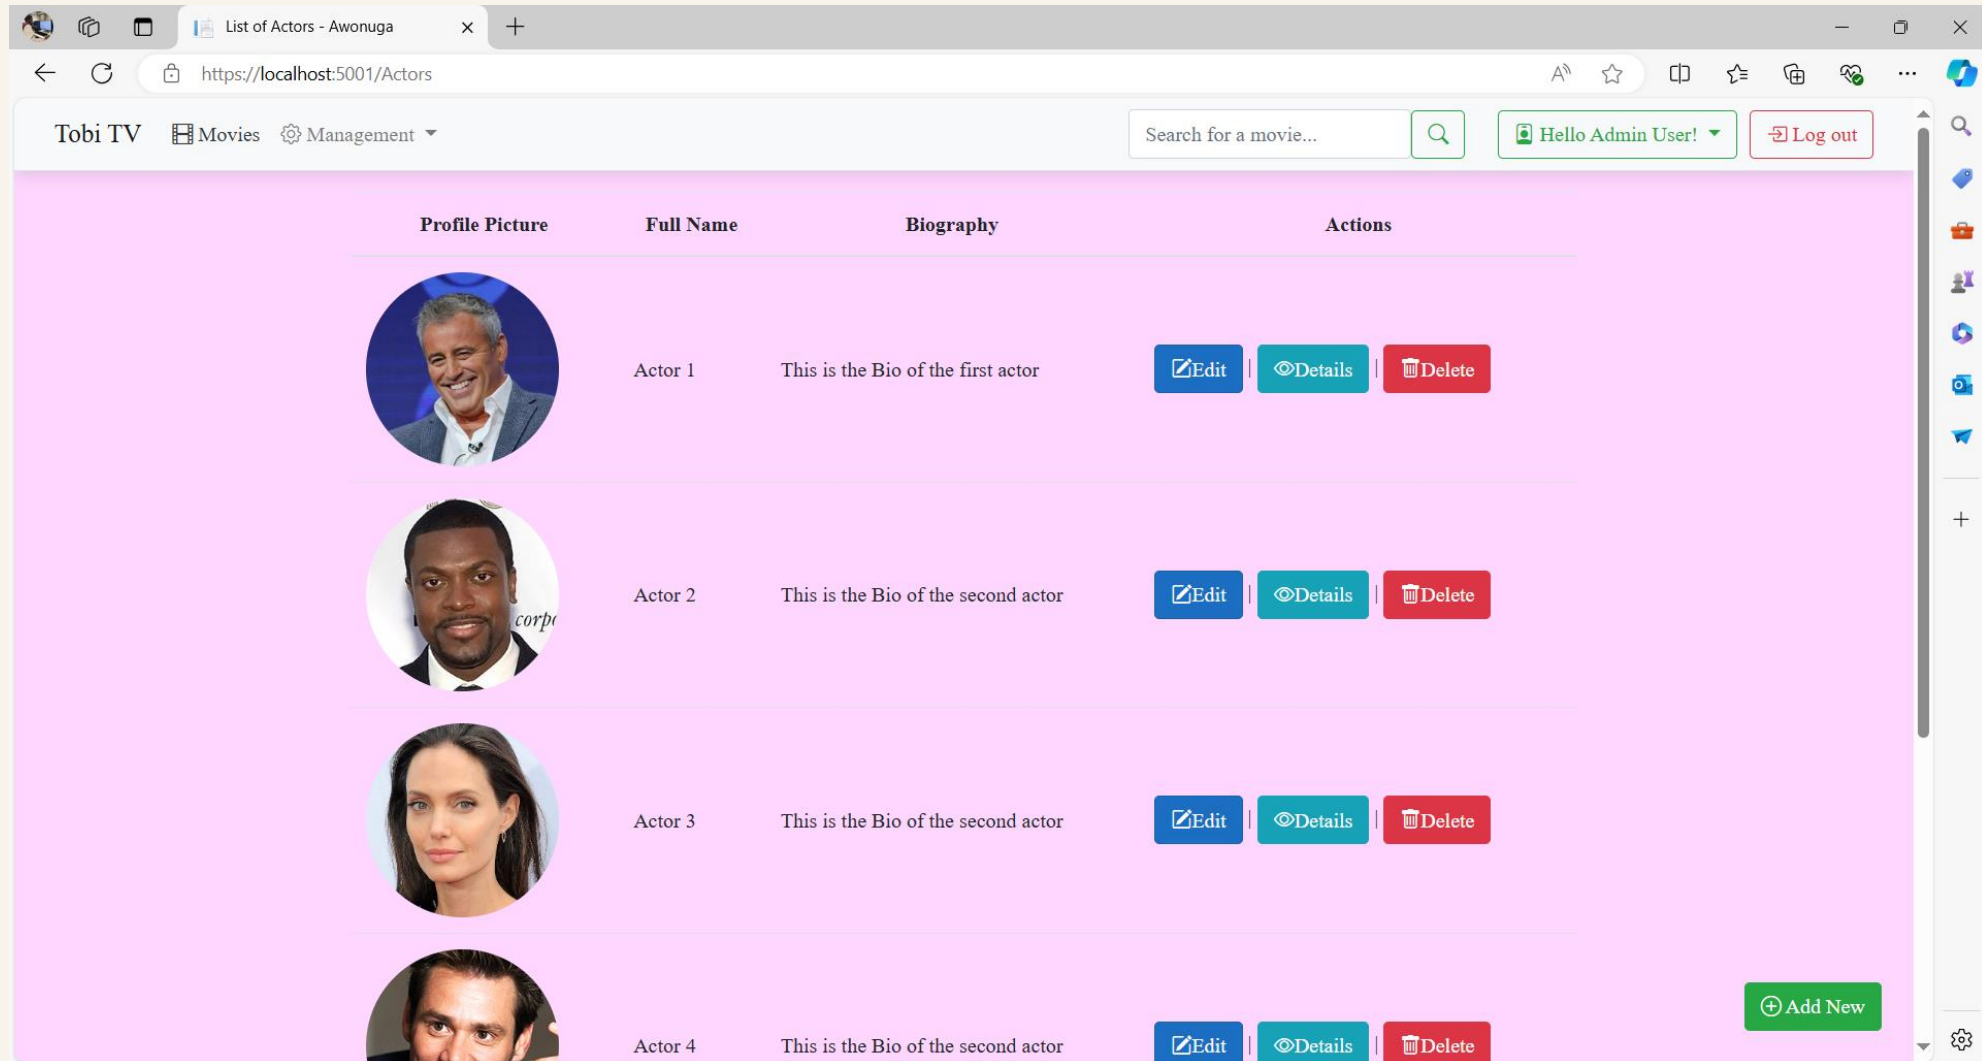 List of Actors - Awonuga
https://localhost:5001/Actors
Tobi TV Movies Management Search for a movie... Hello Admin User! Log out
Profile Picture Full Name Biography Actions
Actor 1 This is the Bio of the first actor Edit | Details | Delete
corp
Actor 2 This is the Bio of the second actor Edit | Details | Delete
Actor 3 This is the Bio of the second actor Edit | Details | Delete
Add New
Actor 4 This is the Bio of the second actor Edit | Details | Delete